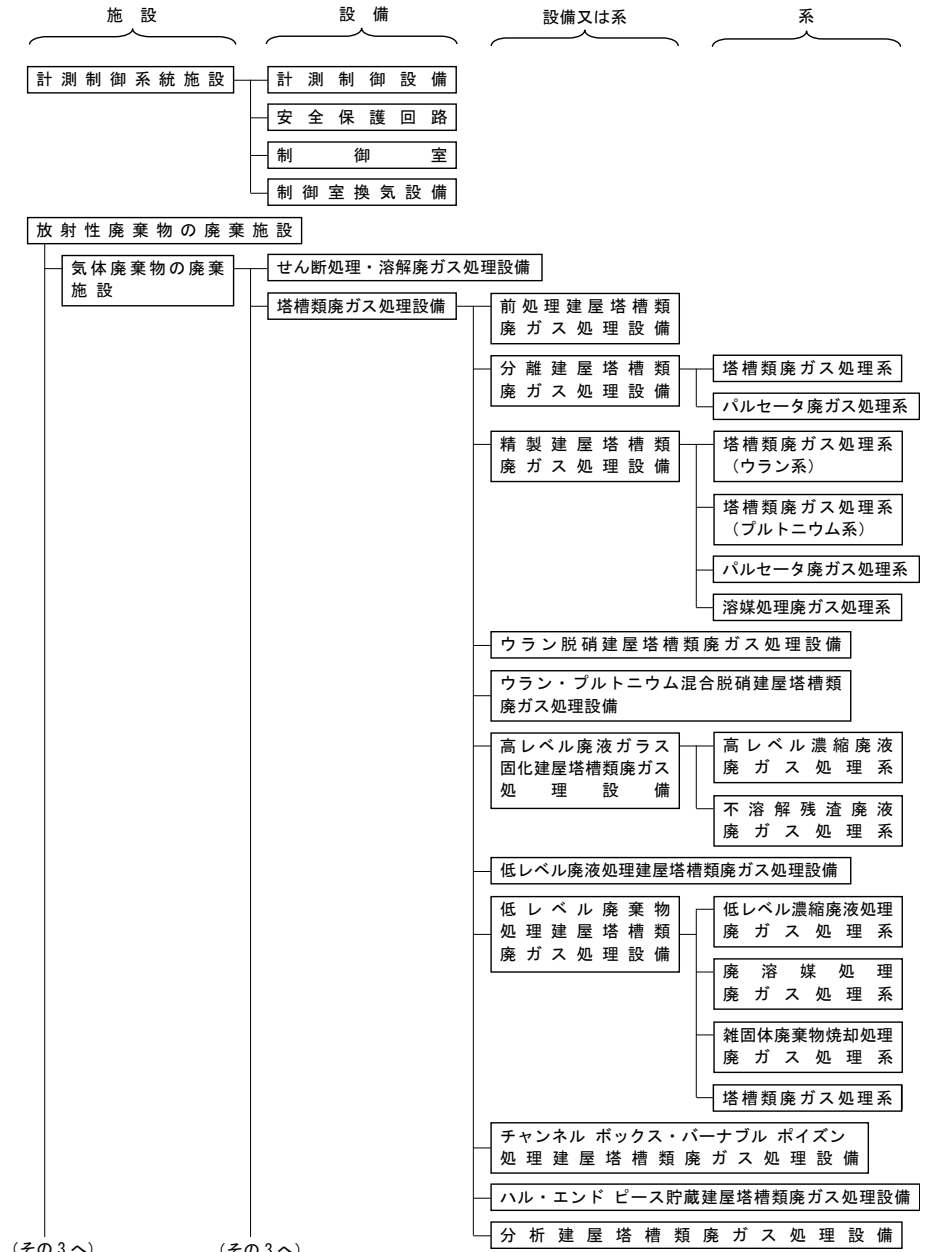 施設
設備
設備又は系
系
計測制御系統施設
計測制御設備
安全保護回路
制御室
制御室換気設備
放射性廃棄物の廃棄施設
気体廃棄物の廃棄
施設
せん断処理・溶解廃ガス処理設備
塔槽類廃ガス処理設備
前処理建屋塔槽類
廃ガス処理設備
分離建屋塔槽類
廃ガス処理設備
塔槽類廃ガス処理系
パルセータ廃ガス処理系
精製建屋塔槽類
廃ガス処理設備
塔槽類廃ガス処理系
（ウラン系）
塔槽類廃ガス処理系
（プルトニウム系）
パルセータ廃ガス処理系
溶媒処理廃ガス処理系
ウラン脱硝建屋塔槽類廃ガス処理設備
ウラン・プルトニウム混合脱硝建屋塔槽類
廃ガス処理設備
高レベル廃液ガラス
固化建屋塔槽類廃ガス
処理設備
高レベル濃縮廃液
廃ガス処理系
不溶解残渣廃液
廃ガス処理系
低レベル廃液処理建屋塔槽類廃ガス処理設備
低レベル廃棄物
処理建屋塔槽類
廃ガス処理設備
低レベル濃縮廃液処理
廃ガス処理系
廃溶媒処理
廃ガス処理系
雑固体廃棄物焼却処理
廃ガス処理系
塔槽類廃ガス処理系
チャンネル ボックス・バーナブル ポイズン
処理建屋塔槽類廃ガス処理設備
ハル・エンド ピース貯蔵建屋塔槽類廃ガス処理設備
分析建屋塔槽類廃ガス処理設備
（その３へ）
（その３へ）